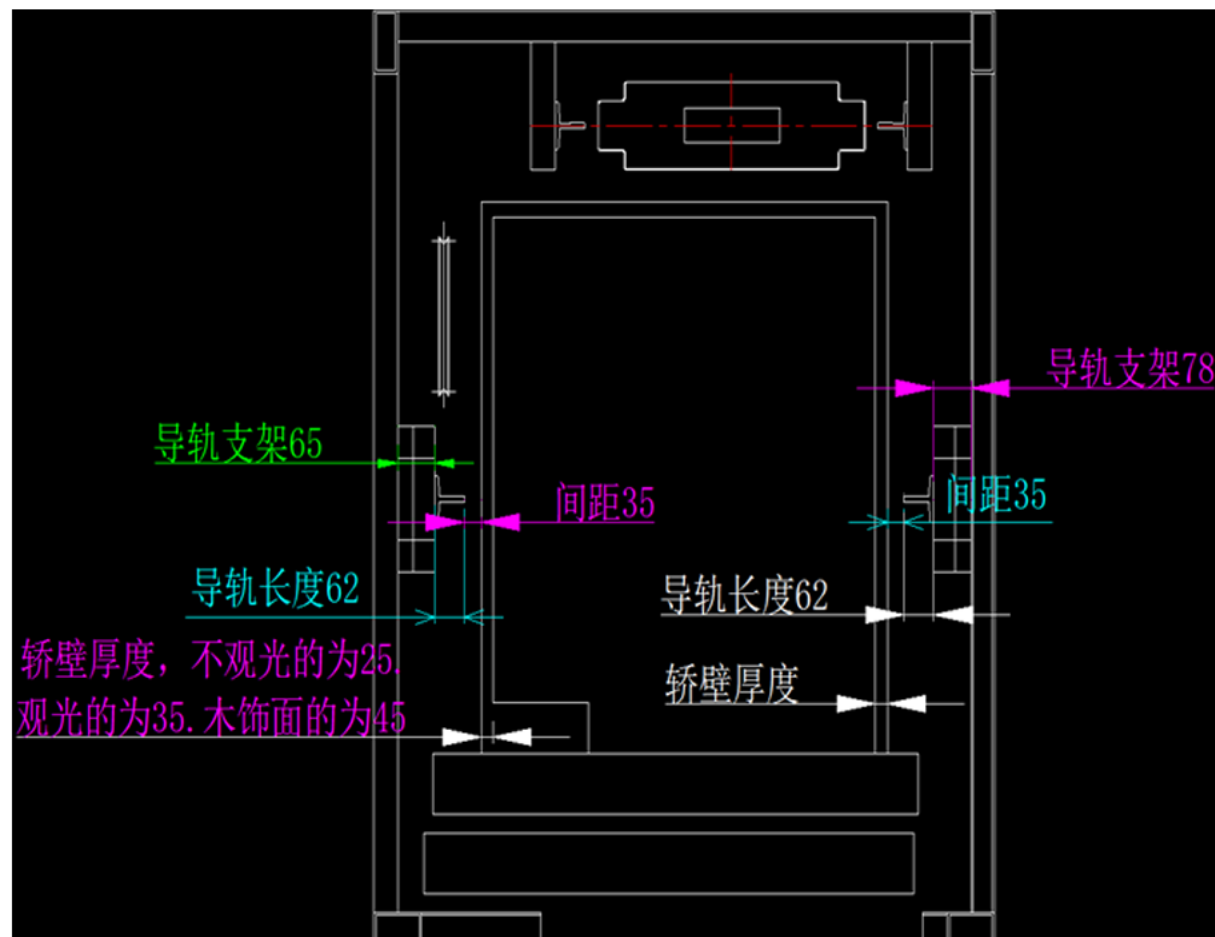 导轨支架78
导轨支架65
间距35
间距35
导轨长度62
导轨长度62
轿壁厚度，不观光的为25.
观光的为35.木饰面的为45
轿壁厚度